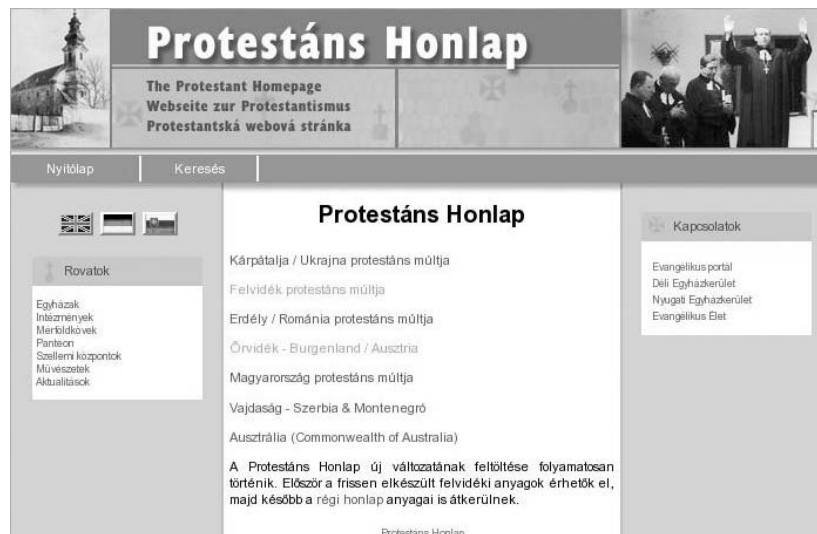 Protestáns Honlap
The Protestant Homepage
Webseite zur Protestantismus
Protestantská webová stránka
Nyitólap
Keresés
Rovatok
Egyházak
Intézmények
Mérföldkövek
Panteon
Szellemi központok
Művészetek
Aktualitások
Protestáns Honlap
Kárpátalja / Ukrajna protestáns múltja
Felvidék protestáns múltja
Erdély / Románia protestáns múltja
Őrvidék - Burgenland / Ausztria
Magyarország protestáns múltja
Vajdaság - Szerbia & Montenegró
Ausztrália (Commonwealth of Australia)
A Protestáns Honlap új változatának feltöltése folyamatosan
történik. Először a frissen elkészült felvidéki anyagok érhetők el,
majd később a régi honlap anyagai is átkerülnek.
Protestáns Honlap
Kapcsolatok
Evangélikus portál
Déli Egyházkerület
Nyugati Egyházkerület
Evangélikus Élet